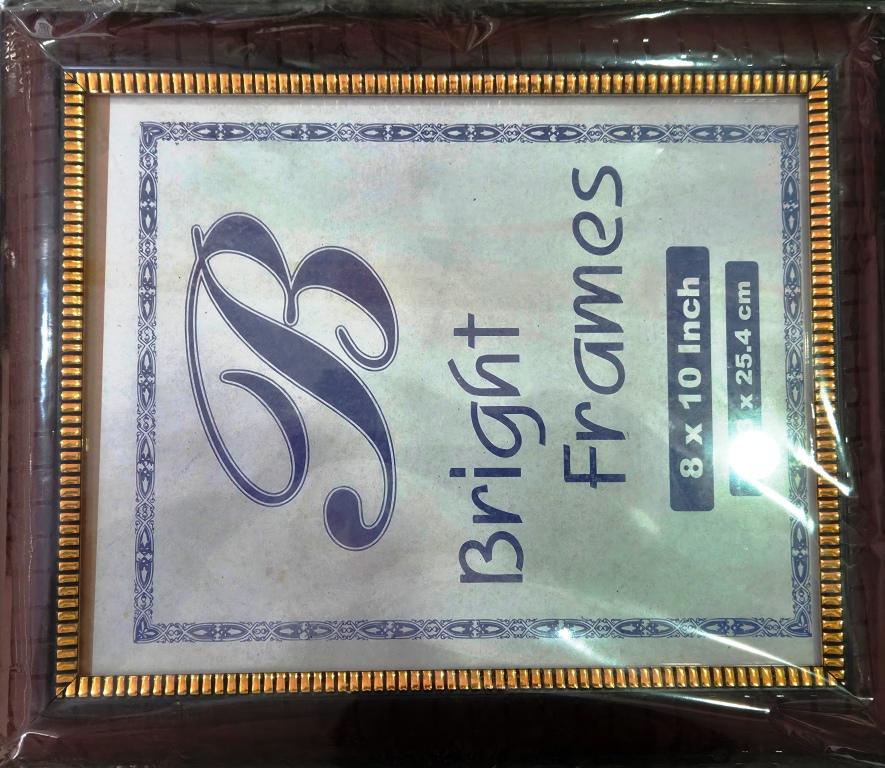 B
Bright
Frames
8 x 10 Inch
x 25.4 cm